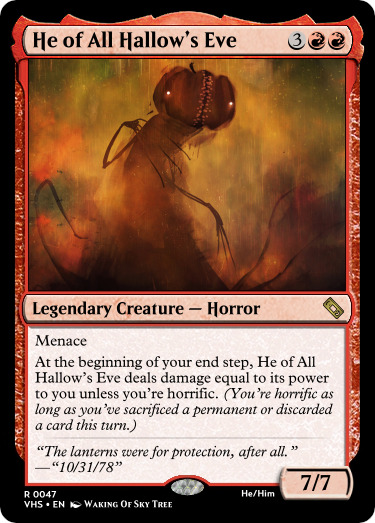 He of All Hallow's Eve 3
Legendary Creature — Horror
Menace
At the beginning of your end step, He of All
Hallow's Eve deals damage equal to its power
to you unless you're horrific. (You're horrific as
long as you've sacrificed a permanent or discarded
a card this turn.)
"The lanterns were for protection, after all."
—"10/31/78"
7/7
R 0047
VHS • EN Waking Of Sky Tree
He/Him